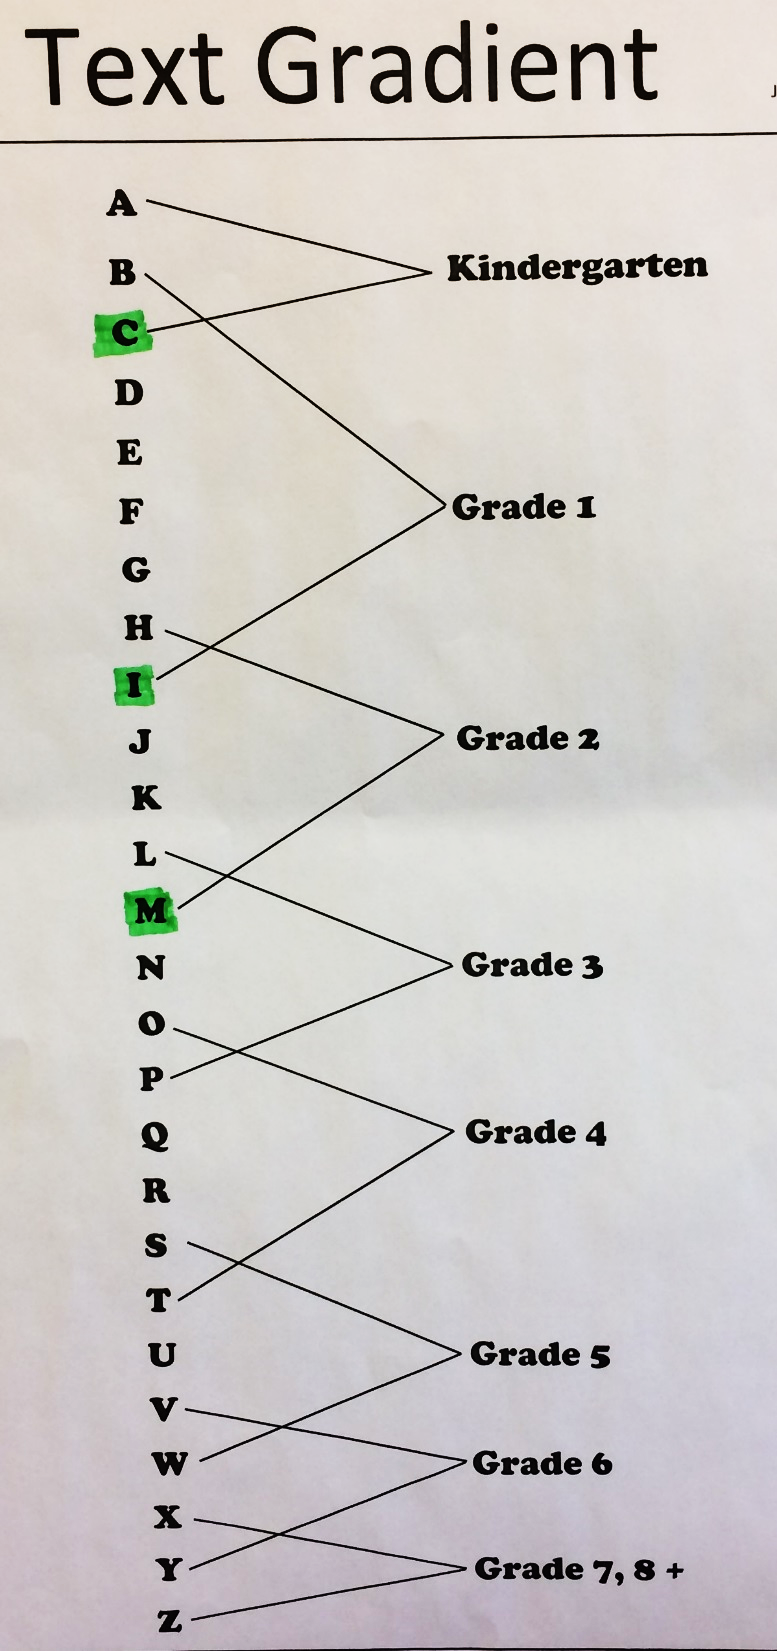 Text Gradient
A
Kindergarten
B
C
D
E
F
Grade 1
G
H
I
Grade 2
J
K
L
M
Grade 3
N
O
P
Grade 4
Q
R
S
T
Grade 5
U
V
W
Grade 6
X
Y
Grade 7, 8 +
Z